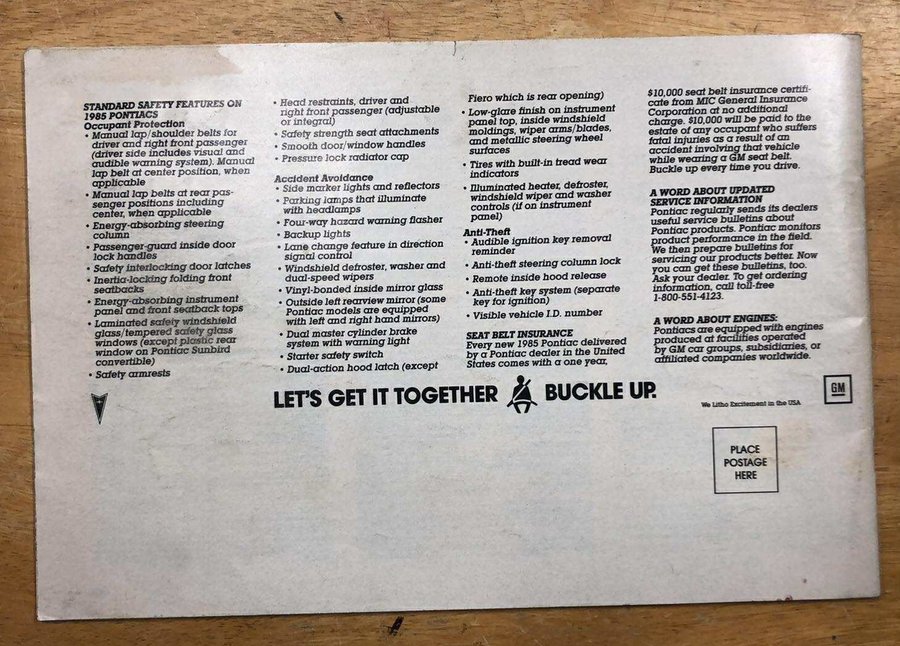 STANDARD SAFETY FEATURES ON
1985 PONTIACS
Occupant Protection
• Manual lap/shoulder belts for
driver and right front passenger
(driver side includes visual and
audible warning system). Manual
lap belt at center position, when
applicable
• Manual lap belts at rear pas-
senger positions including
center, when applicable
• Energy-absorbing steering
column
• Passenger-guard inside door
lock handles
• Safety interlocking door latches
• Inertia-locking folding front
seatbacks
• Energy-absorbing instrument
panel and front seatback tops
• Laminated safety windshield
glass/tempered safety glass
windows (except plastic rear
window on Pontiac Sunbird
convertible)
• Safety armrests
• Head restraints, driver and
right front passenger (adjustable
or integral)
• Safety strength seat attachments
• Smooth door/window handles
• Pressure lock radiator cap
Accident Avoidance
• Side marker lights and reflectors
• Parking lamps that illuminate
with headlamps
• Four-way hazard warning flasher
• Backup lights
• Lane change feature in direction
signal control
• Windshield defroster, washer and
dual-speed wipers
• Vinyl-bonded inside mirror glass
• Outside left rearview mirror (some
Pontiac models are equipped
with left and right hand mirrors)
• Dual master cylinder brake
system with warning light
• Starter safety switch
• Dual-action hood latch (except
Fiero which is rear opening)
• Low-glare finish on instrument
panel top, inside windshield
moldings, wiper arms/blades,
and metallic steering wheel
surfaces
• Tires with built-in tread wear
indicators
• Illuminated heater, defroster,
windshield wiper and washer
controls (if on instrument
panel)
Anti-Theft
• Audible ignition key removal
reminder
• Anti-theft steering column lock
• Remote inside hood release
• Anti-theft key system (separate
key for ignition)
• Visible vehicle I.D. number
SEAT BELT INSURANCE
Every new 1985 Pontiac delivered
by a Pontiac dealer in the United
States comes with a one year,
$10,000 seat belt insurance certifi-
cate from MIC General Insurance
Corporation at no additional
charge. $10,000 will be paid to the
estate of any occupant who suffers
fatal injuries as a result of an
accident involving that vehicle
while wearing a GM seat belt.
Buckle up every time you drive.
A WORD ABOUT UPDATED
SERVICE INFORMATION
Pontiac regularly sends its dealers
useful service bulletins about
Pontiac products. Pontiac monitors
product performance in the field.
We then prepare bulletins for
servicing our products better. Now
you can get these bulletins, too.
Ask your dealer. To get ordering
information, call toll-free
1-800-551-4123.
A WORD ABOUT ENGINES:
Pontiacs are equipped with engines
produced at facilities operated
by GM car groups, subsidiaries, or
affiliated companies worldwide.
LET'S GET IT TOGETHER BUCKLE UP.
We Litho Excitement in the USA
GM
PLACE
POSTAGE
HERE